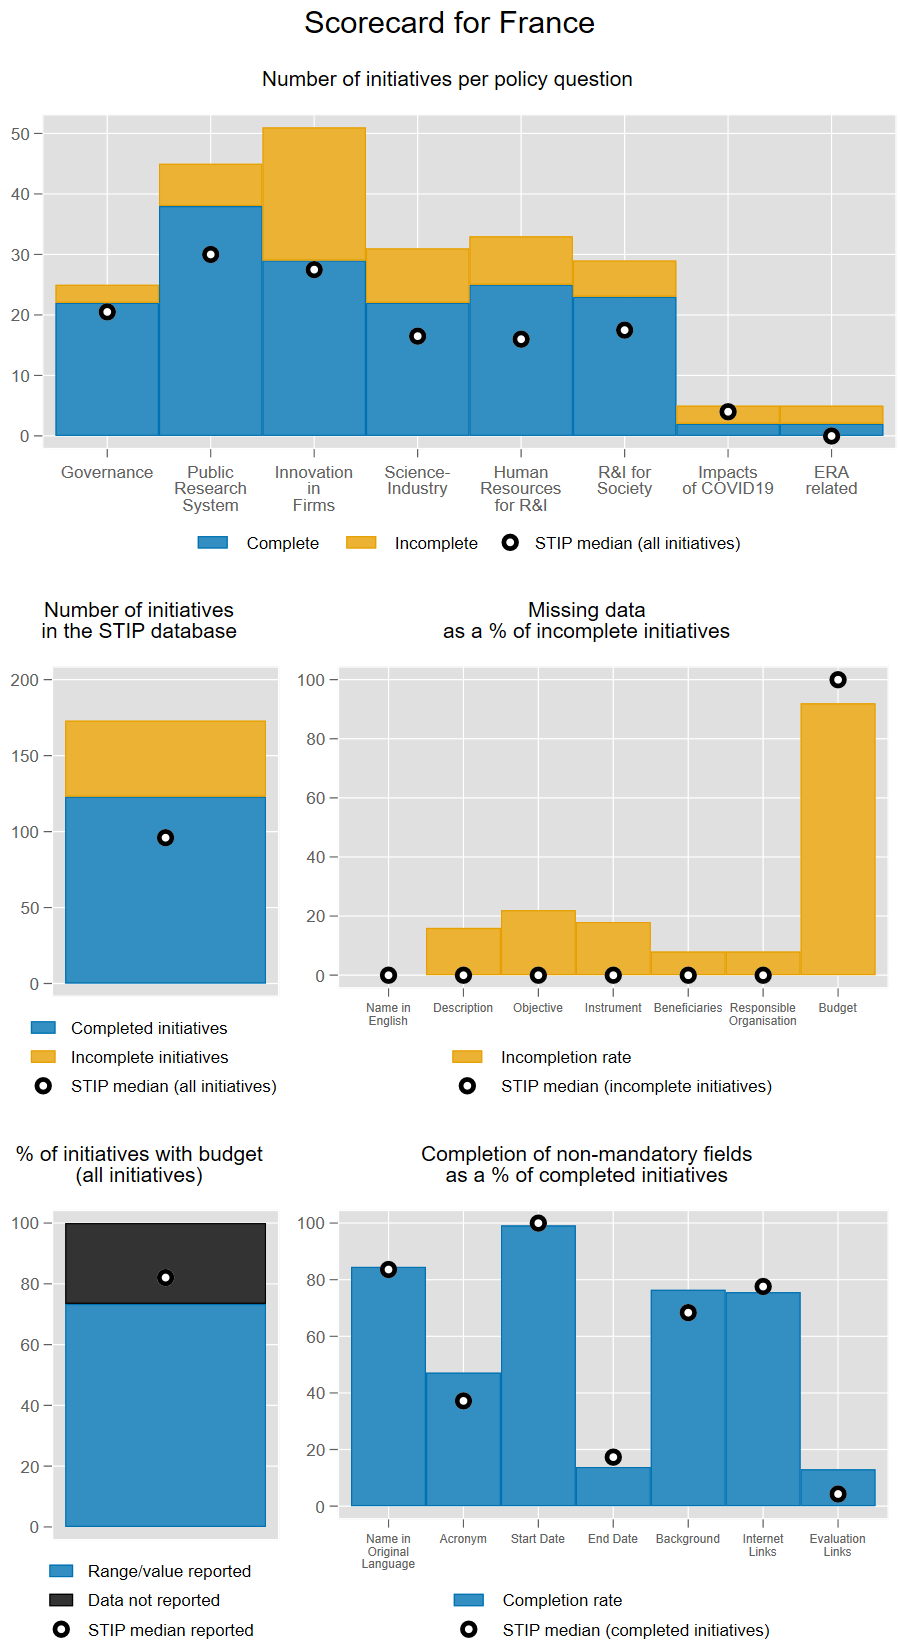 Scorecard for France
Number of initiatives per policy question
50
40
30
20
10
0
Governance
Public
Research
System
Innovation
in
Firms
Science-
Industry
Human
Resources
for R&I
R&I for
Society
Impacts
of COVID19
ERA
related
Complete
Incomplete
STIP median (all initiatives)
Number of initiatives
in the STIP database
200
150
100
50
0
Completed initiatives
Incomplete initiatives
STIP median (all initiatives)
Missing data
as a % of incomplete initiatives
100
80
60
40
20
0
Name in
English
Description
Objective
Instrument
Beneficiaries
Responsible
Organisation
Budget
Incompletion rate
STIP median (incomplete initiatives)
% of initiatives with budget
(all initiatives)
100
80
60
40
20
0
Range/value reported
Data not reported
STIP median reported
Completion of non-mandatory fields
as a % of completed initiatives
100
80
60
40
20
0
Name in
Original
Language
Acronym
Start Date
End Date
Background
Internet
Links
Evaluation
Links
Completion rate
STIP median (completed initiatives)